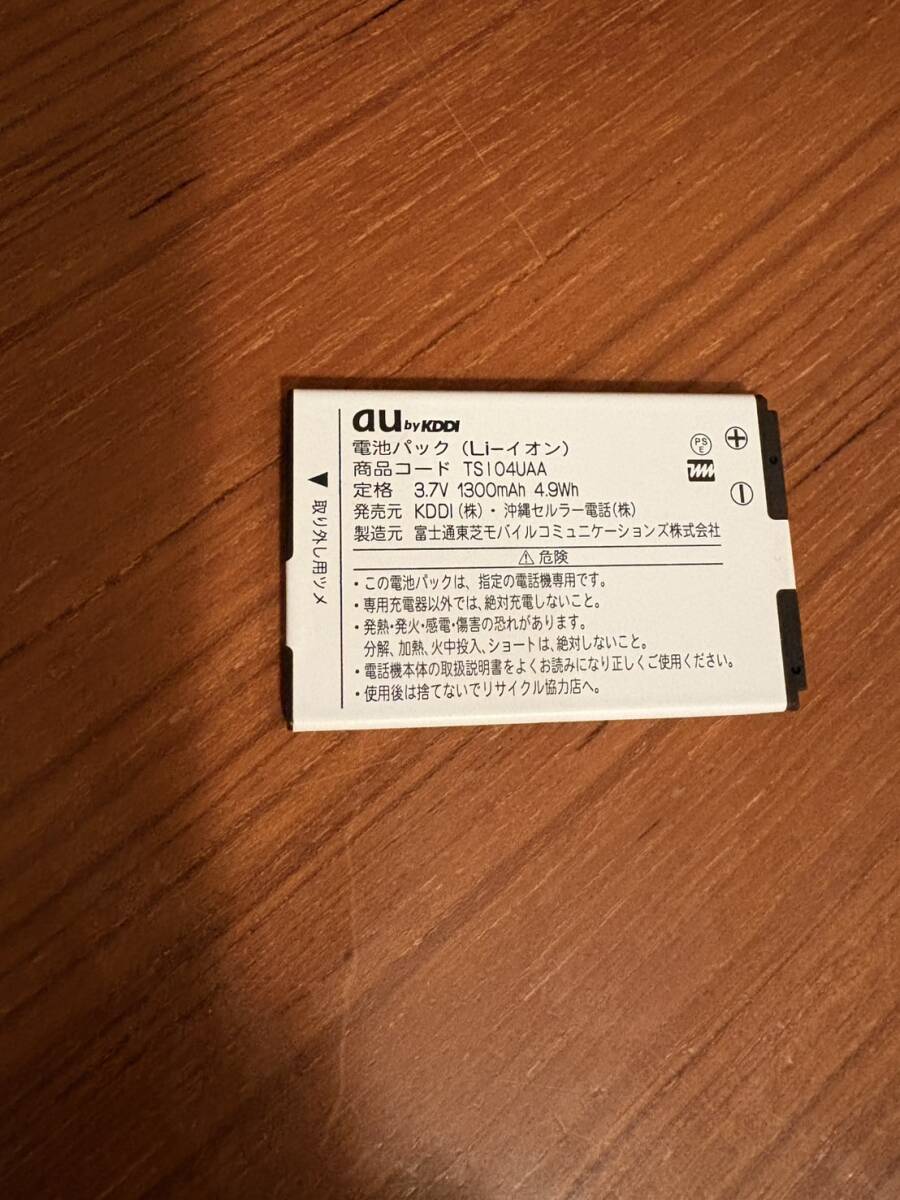 au by KDDI
電池パック (Li-イオン)
商品コード TS104UAA
定格 3.7V 1300mAh 4.9Wh
発売元 KDDI(株)・沖縄セルラー電話(株)
製造元 富士通東芝モバイルコミュニケーションズ株式会社
⚠危険
・この電池パックは、指定の電話機専用です。
・専用充電器以外では、絶対充電しないこと。
・発熱・発火・感電・傷害の恐れがあります。
分解、加熱、火中投入、ショートは、絶対しないこと。
・電話機本体の取扱説明書をよくお読みになり正しくご使用ください。
・使用後は捨てないでリサイクル協力店へ。
▼ 取り外し用ツメ
PS
E
⊕
⊖